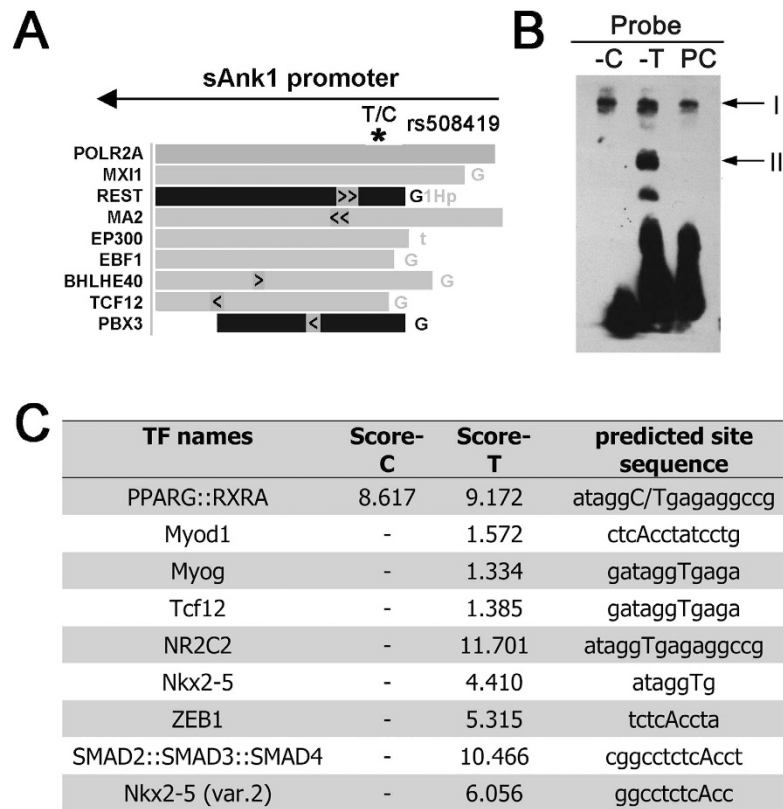 A
sAnk1 promoter
T/C
* rs508419
POLR2A
MXI1 G
REST >> G1Hp
MA2 <<
EP300 t
EBF1 G
BHLHE40 > G
TCF12 < G
PBX3 < G
B
Probe
-C -T PC
I
II
C
TF names Score-C Score-T predicted site sequence
PPARG::RXRA 8.617 9.172 ataggC/Tgagaggccg
Myod1 - 1.572 ctcAcctatcctg
Myog - 1.334 gataggTgaga
Tcf12 - 1.385 gataggTgaga
NR2C2 - 11.701 ataggTgagaggccg
Nkx2-5 - 4.410 ataggTg
ZEB1 - 5.315 tctcAccta
SMAD2::SMAD3::SMAD4 - 10.466 cggcctctcAcct
Nkx2-5 (var.2) - 6.056 ggcctctcAcc